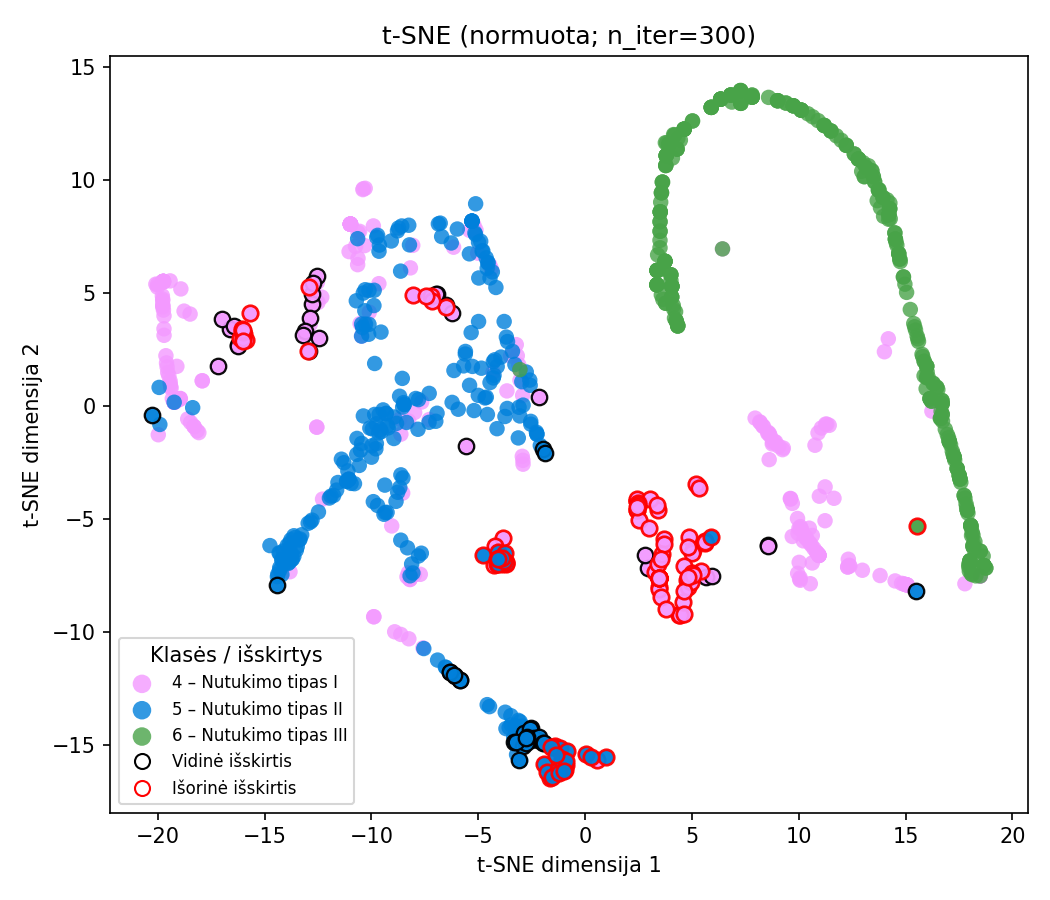 t-SNE (normuota; n_iter=300)
15
10
5
0
−5
−10
−15
t-SNE dimensija 2
Klasės / išskirtys
4 – Nutukimo tipas I
5 – Nutukimo tipas II
6 – Nutukimo tipas III
Vidinė išskirtis
Išorinė išskirtis
−20 −15 −10 −5 0 5 10 15 20
t-SNE dimensija 1